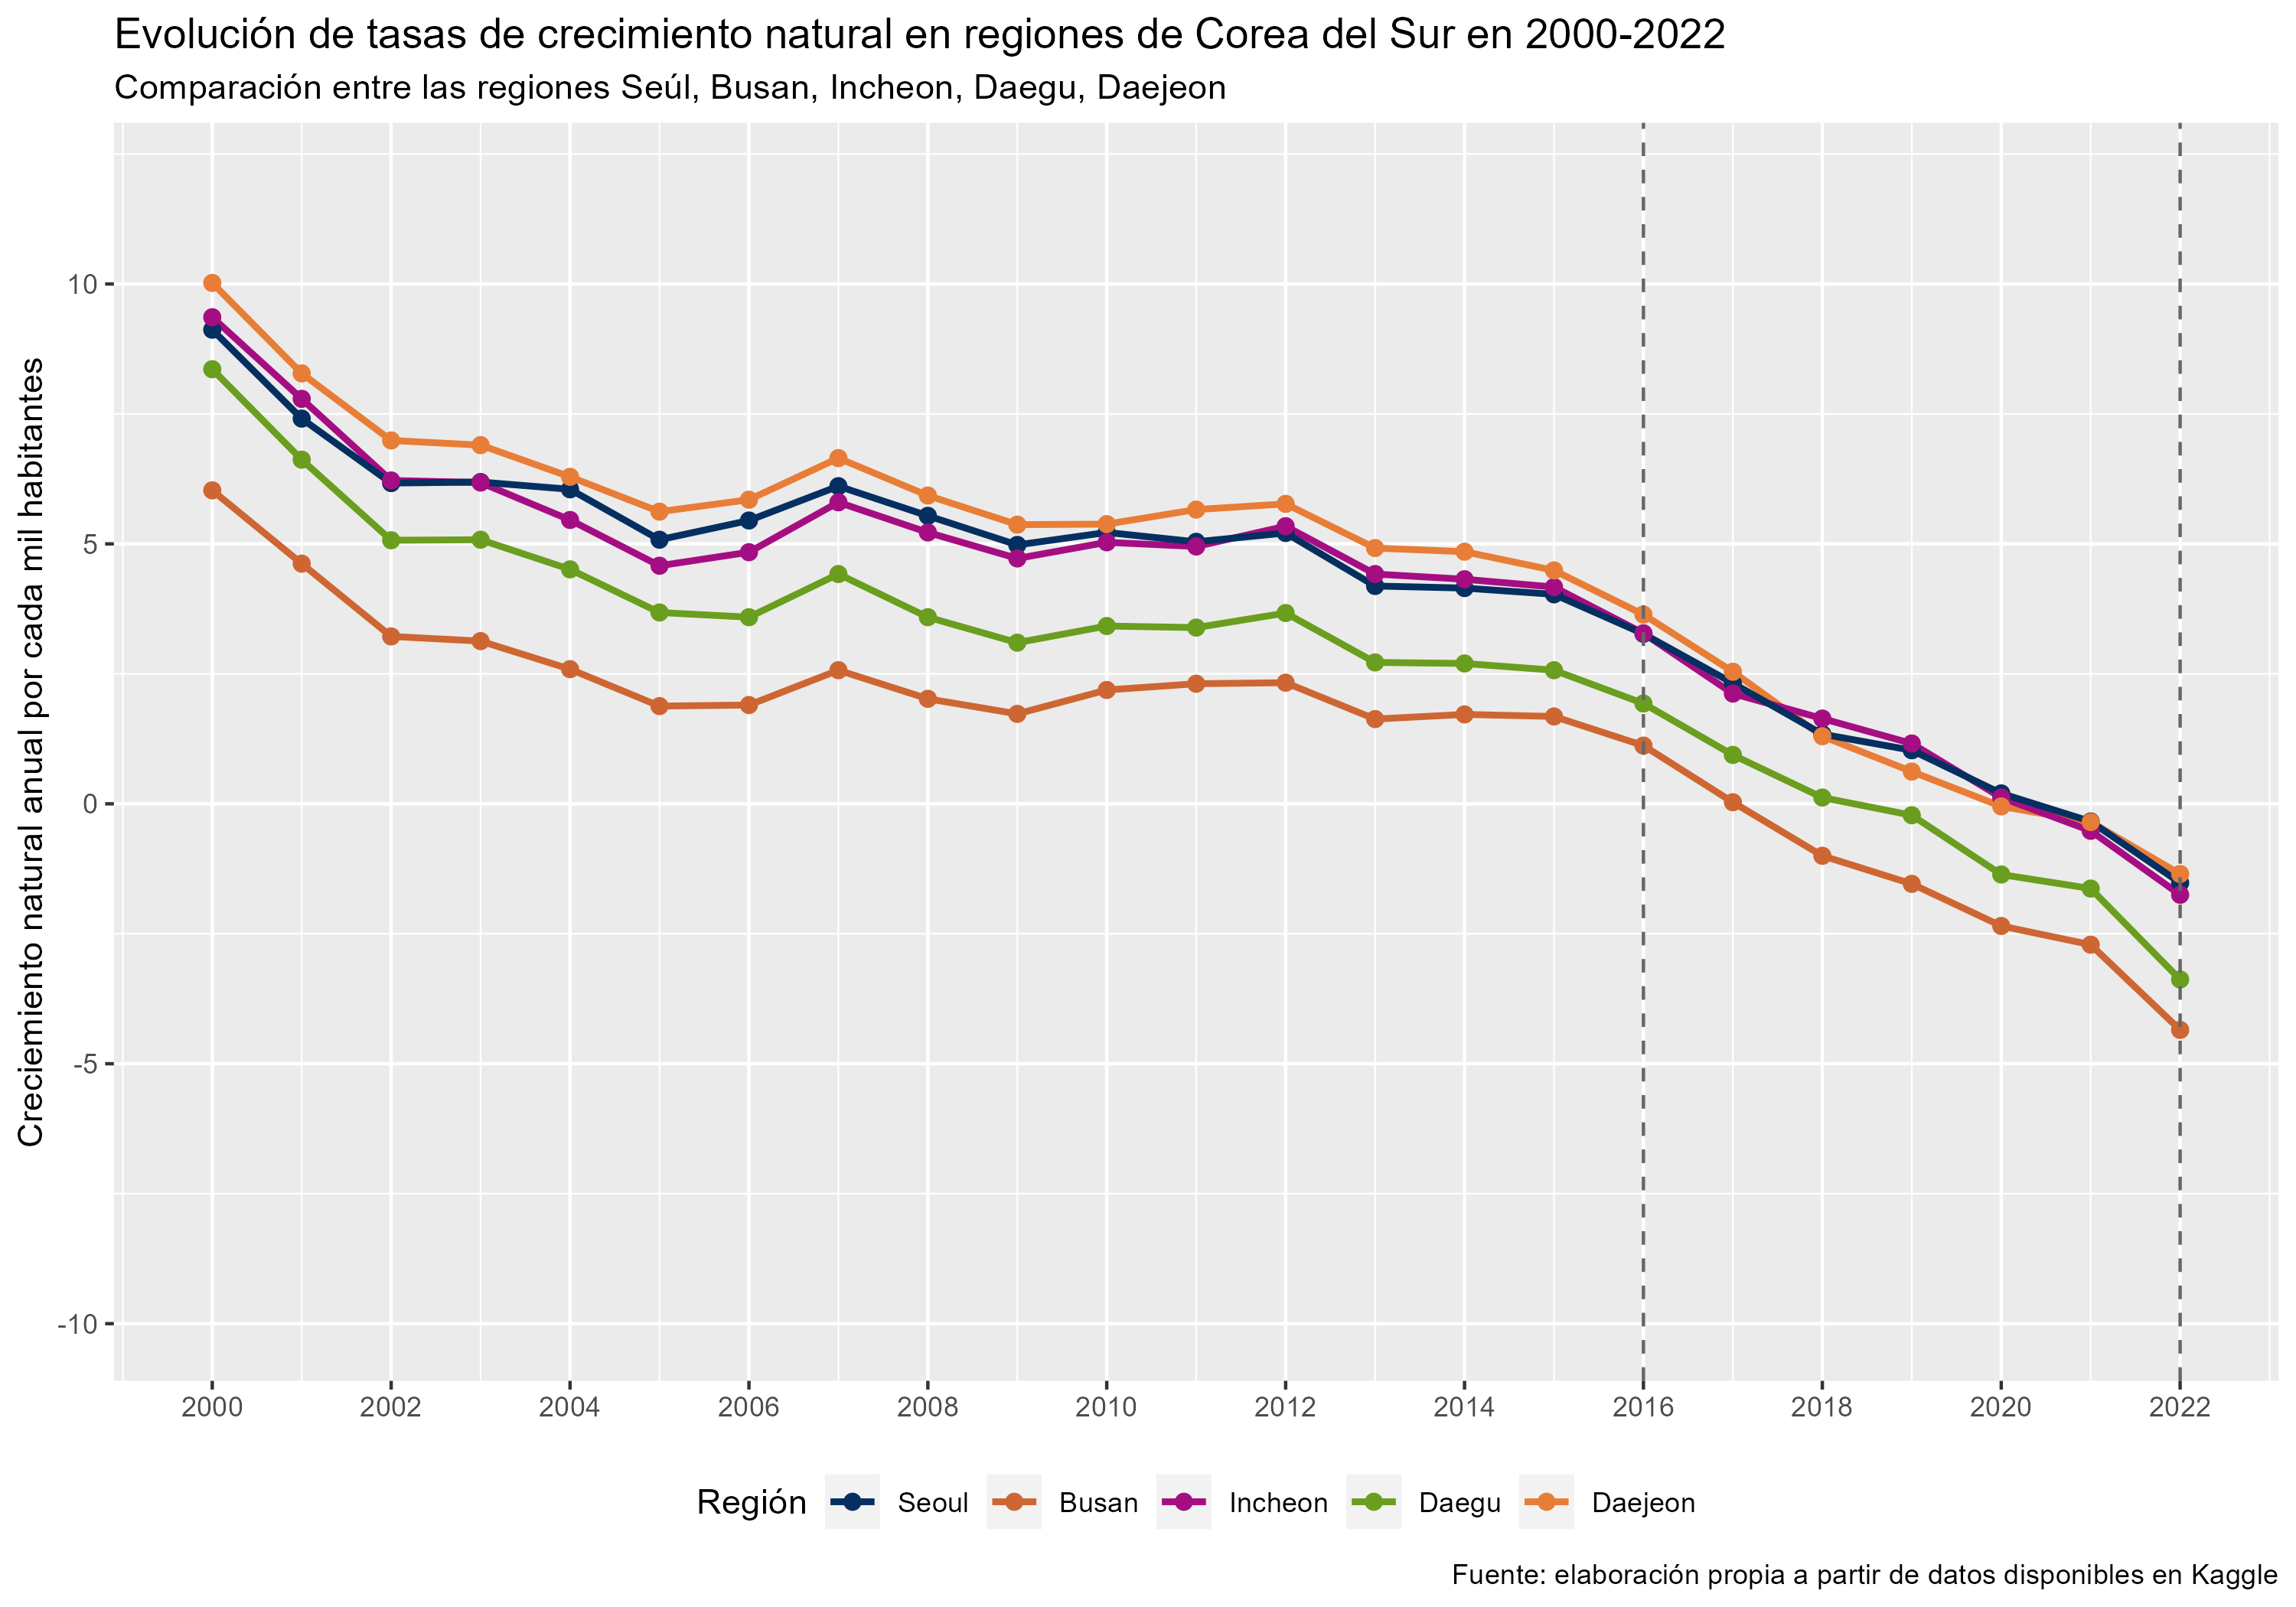 Evolución de tasas de crecimiento natural en regiones de Corea del Sur en 2000-2022
Comparación entre las regiones Seúl, Busan, Incheon, Daegu, Daejeon
Creciemiento natural anual por cada mil habitantes
10
5
0
-5
-10
2000 2002 2004 2006 2008 2010 2012 2014 2016 2018 2020 2022
Región Seoul Busan Incheon Daegu Daejeon
Fuente: elaboración propia a partir de datos disponibles en Kaggle